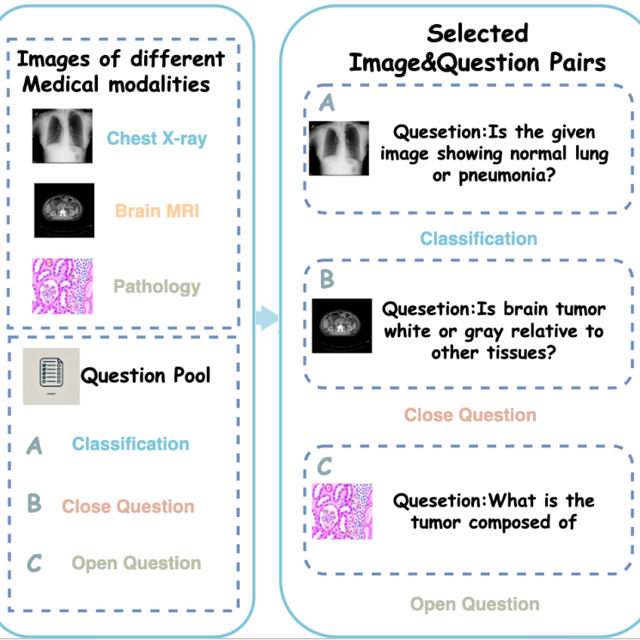 Images of different
Medical modalities
Chest X-ray
Brain MRI
Pathology
Question Pool
A Classification
B Close Question
C Open Question
Selected
Image&Question Pairs
A
Quesetion:Is the given
image showing normal lung
or pneumonia?
Classification
B
Quesetion:Is brain tumor
white or gray relative to
other tissues?
Close Question
C
Quesetion:What is the
tumor composed of
Open Question